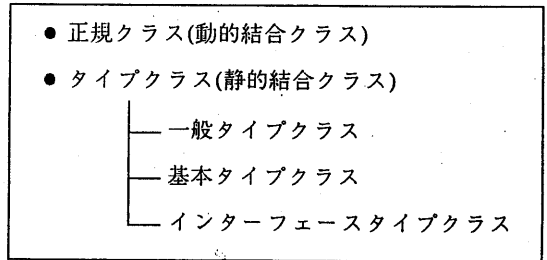 ● 正規クラス(動的結合クラス)
● タイプクラス(静的結合クラス)
一般タイプクラス
基本タイプクラス
インターフェースタイプクラス